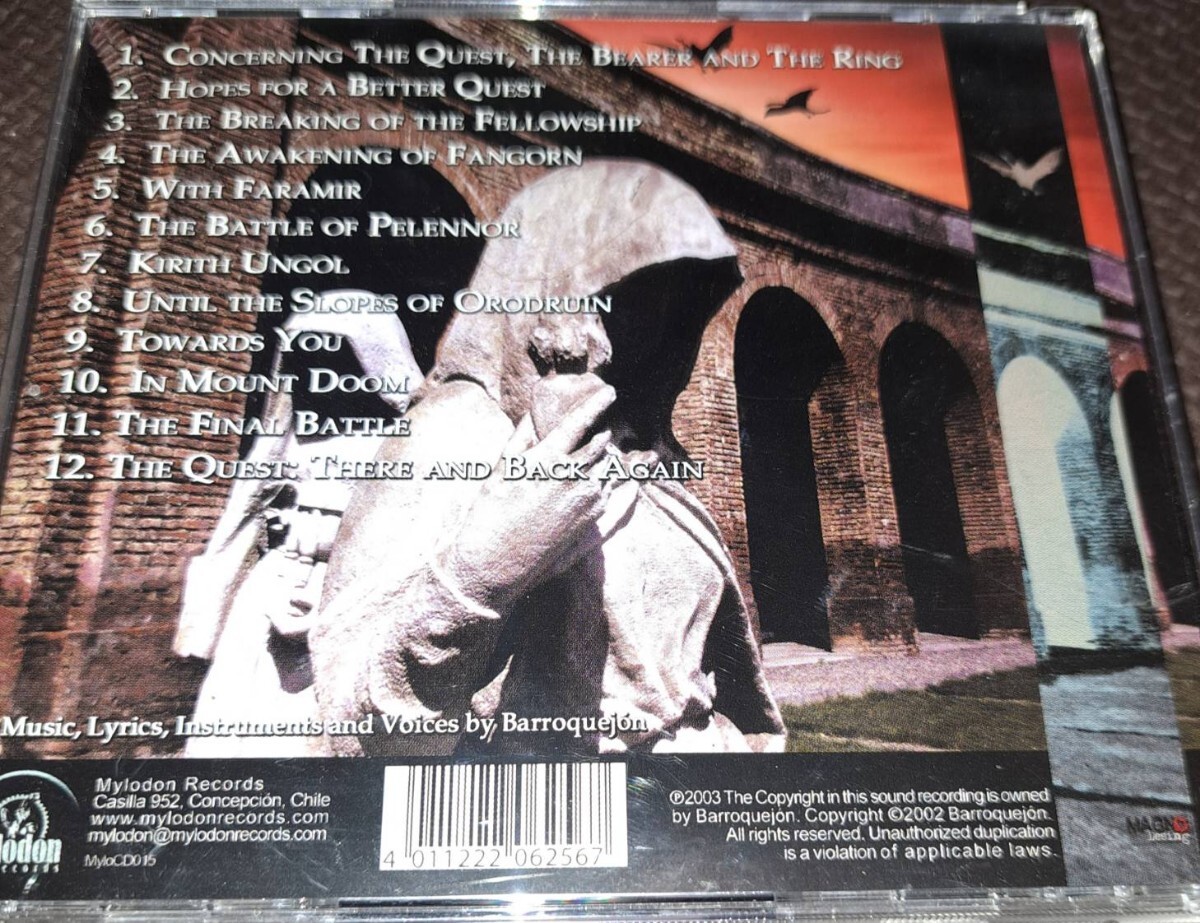 1. Concerning The Quest, The Bearer and The Ring
2. Hopes for a Better Quest
3. The Breaking of the Fellowship
4. The Awakening of Fangorn
5. With Faramir
6. The Battle of Pelennor
7. Kirith Ungol
8. Until the Slopes of Orodruin
9. Towards You
10. In Mount Doom
11. The Final Battle
12. The Quest: There and Back Again
Music, Lyrics, Instruments and Voices by Barroquejón
Mylodon Records
Casilla 952, Concepción, Chile
www.mylodonrecords.com
mylodon@mylodonrecords.com
MyloCD015
4 011222 062567
℗2003 The Copyright in this sound recording is owned
by Barroquejón. Copyright ©2002 Barroquejón.
All rights reserved. Unauthorized duplication
is a violation of applicable laws.